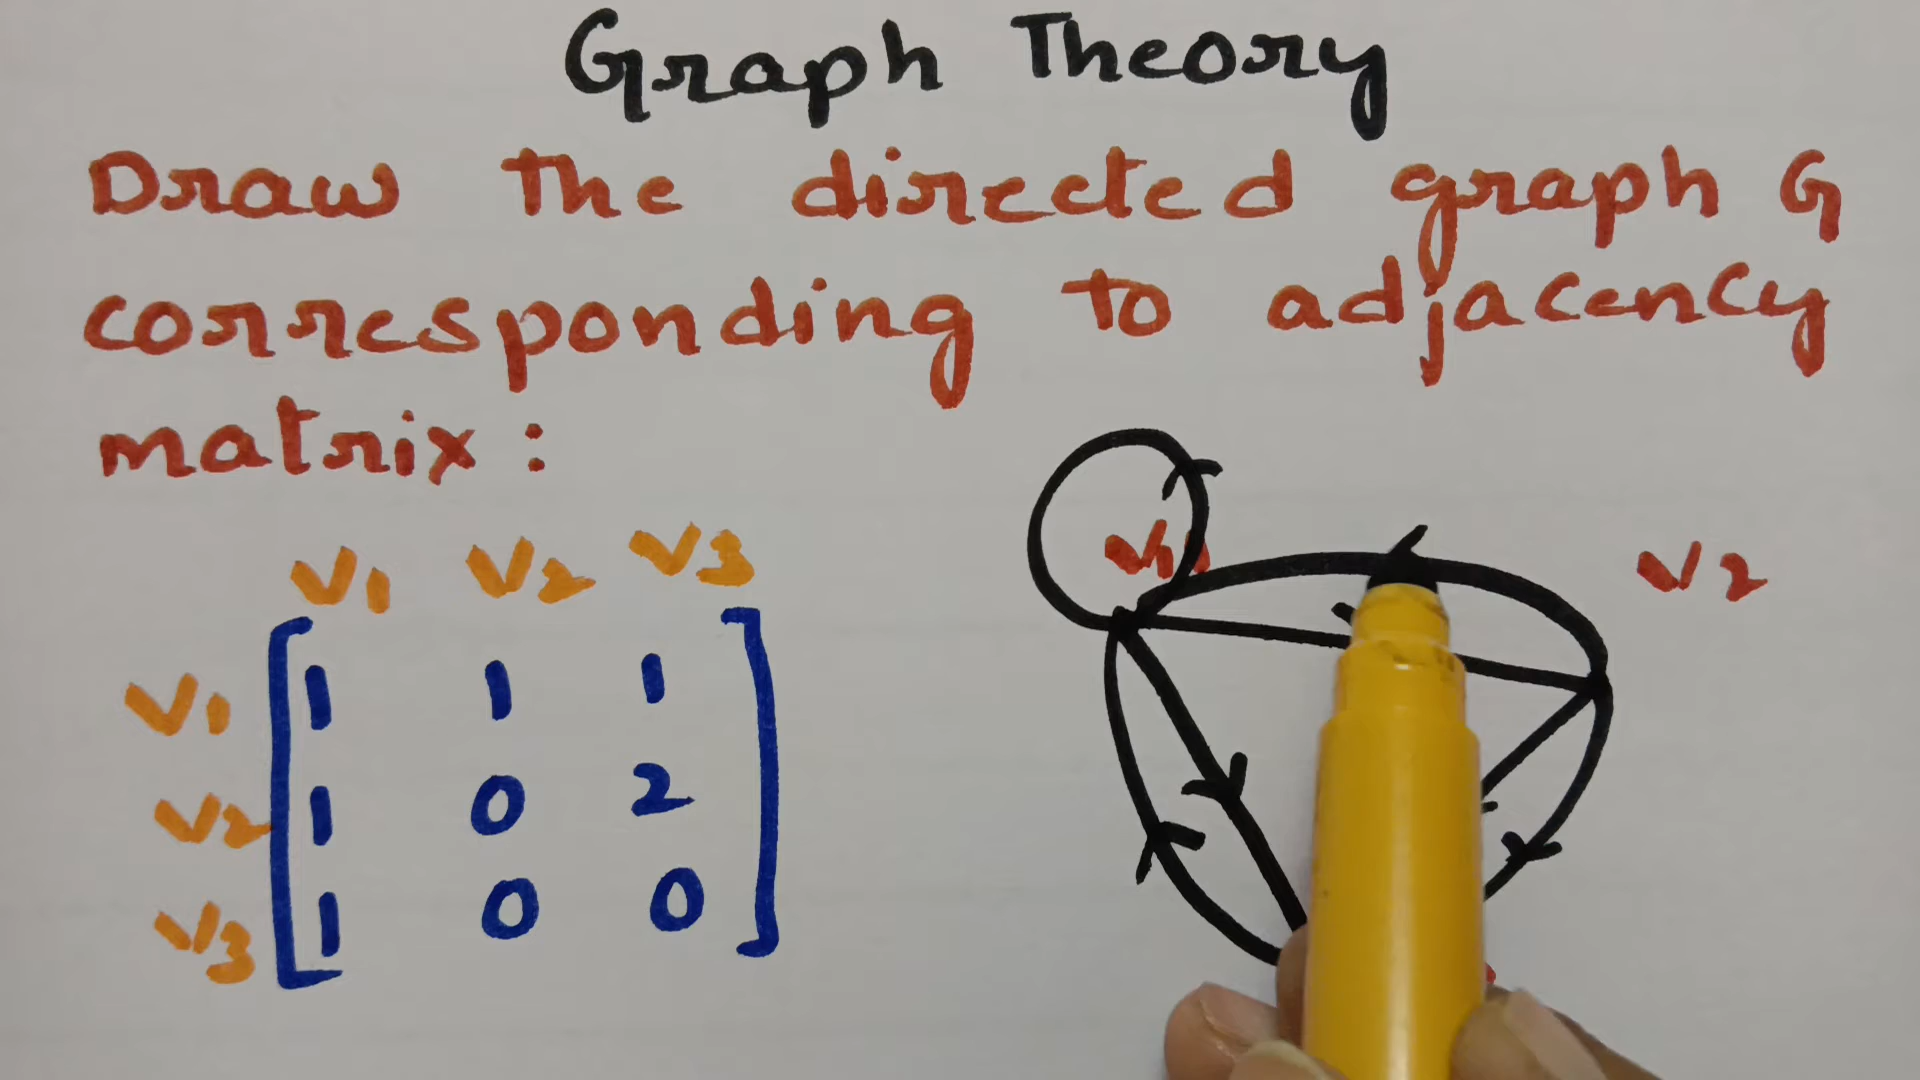 Graph Theory
Draw the directed graph G
corresponding to adjacency
matrix :
V1 V2 V3
V1 1 1 1
V2 1 0 2
V3 1 0 0
V1
V2